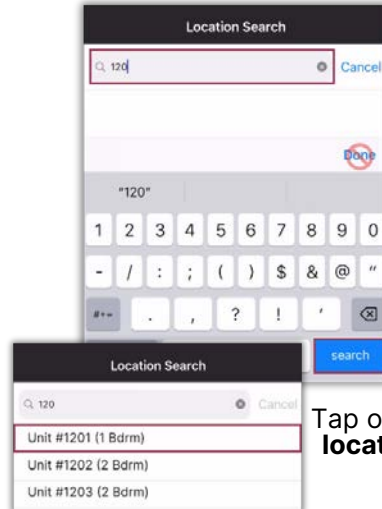 Location Search
120
Cancel
Done
"120"
1 2 3 4 5 6 7 8 9 0
- / : ; ( ) $ & @ "
#+= . , ? ! '
search
Location Search
120
Cancel
Unit #1201 (1 Bdrm)
Unit #1202 (2 Bdrm)
Unit #1203 (2 Bdrm)
Tap